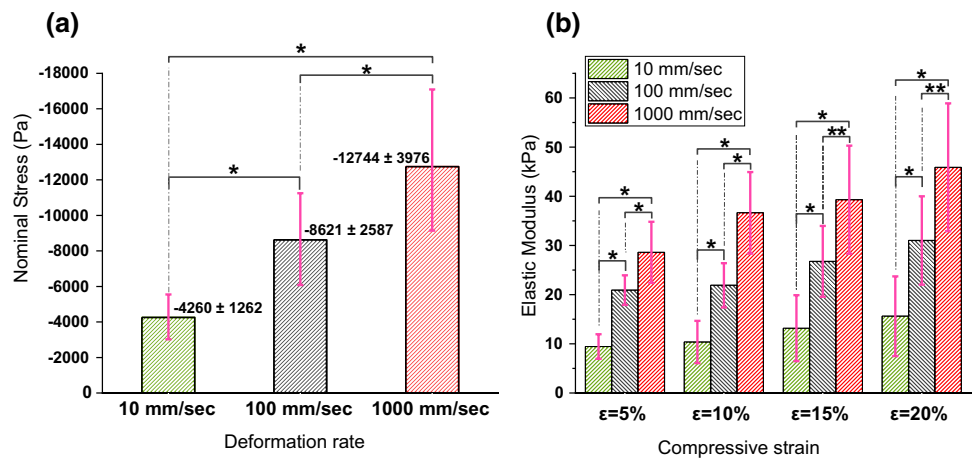 (a)
Nominal Stress (Pa)
-18000
-16000
-14000
-12000
-10000
-8000
-6000
-4000
-2000
0
*
*
*
-4260 ± 1262
-8621 ± 2587
-12744 ± 3976
10 mm/sec
100 mm/sec
1000 mm/sec
Deformation rate
(b)
Elastic Modulus (kPa)
60
50
40
30
20
10
0
10 mm/sec
100 mm/sec
1000 mm/sec
*
*
*
*
*
*
*
**
*
*
**
*
ε=5%
ε=10%
ε=15%
ε=20%
Compressive strain